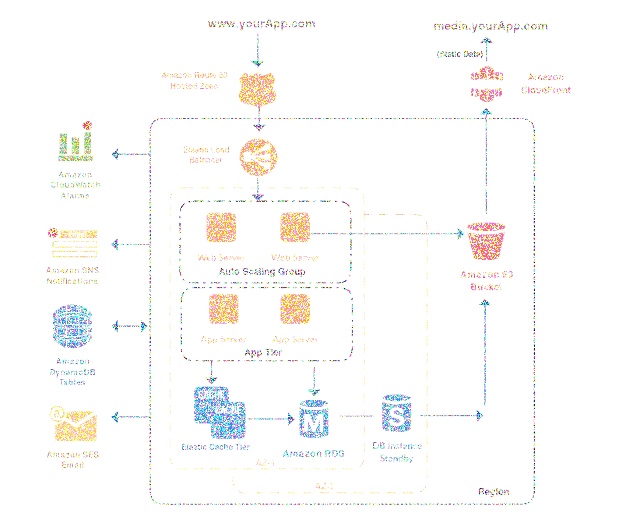 www.yourApp.com
media.yourApp.com
(Static Data)
Amazon Route 53
Hosted Zone
Amazon
CloudFront
Elastic Load
Balancer
Amazon
CloudWatch
Alarms
Web Server
Web Server
Auto Scaling Group
Amazon SNS
Notifications
Amazon S3
Bucket
App Server
App Server
App Tier
Amazon
DynamoDB
Tables
M
S
Elastic Cache Tier
Amazon RDS
DB Instance
Standby
@
Amazon SES
Email
AZ-1
AZ-2
Region